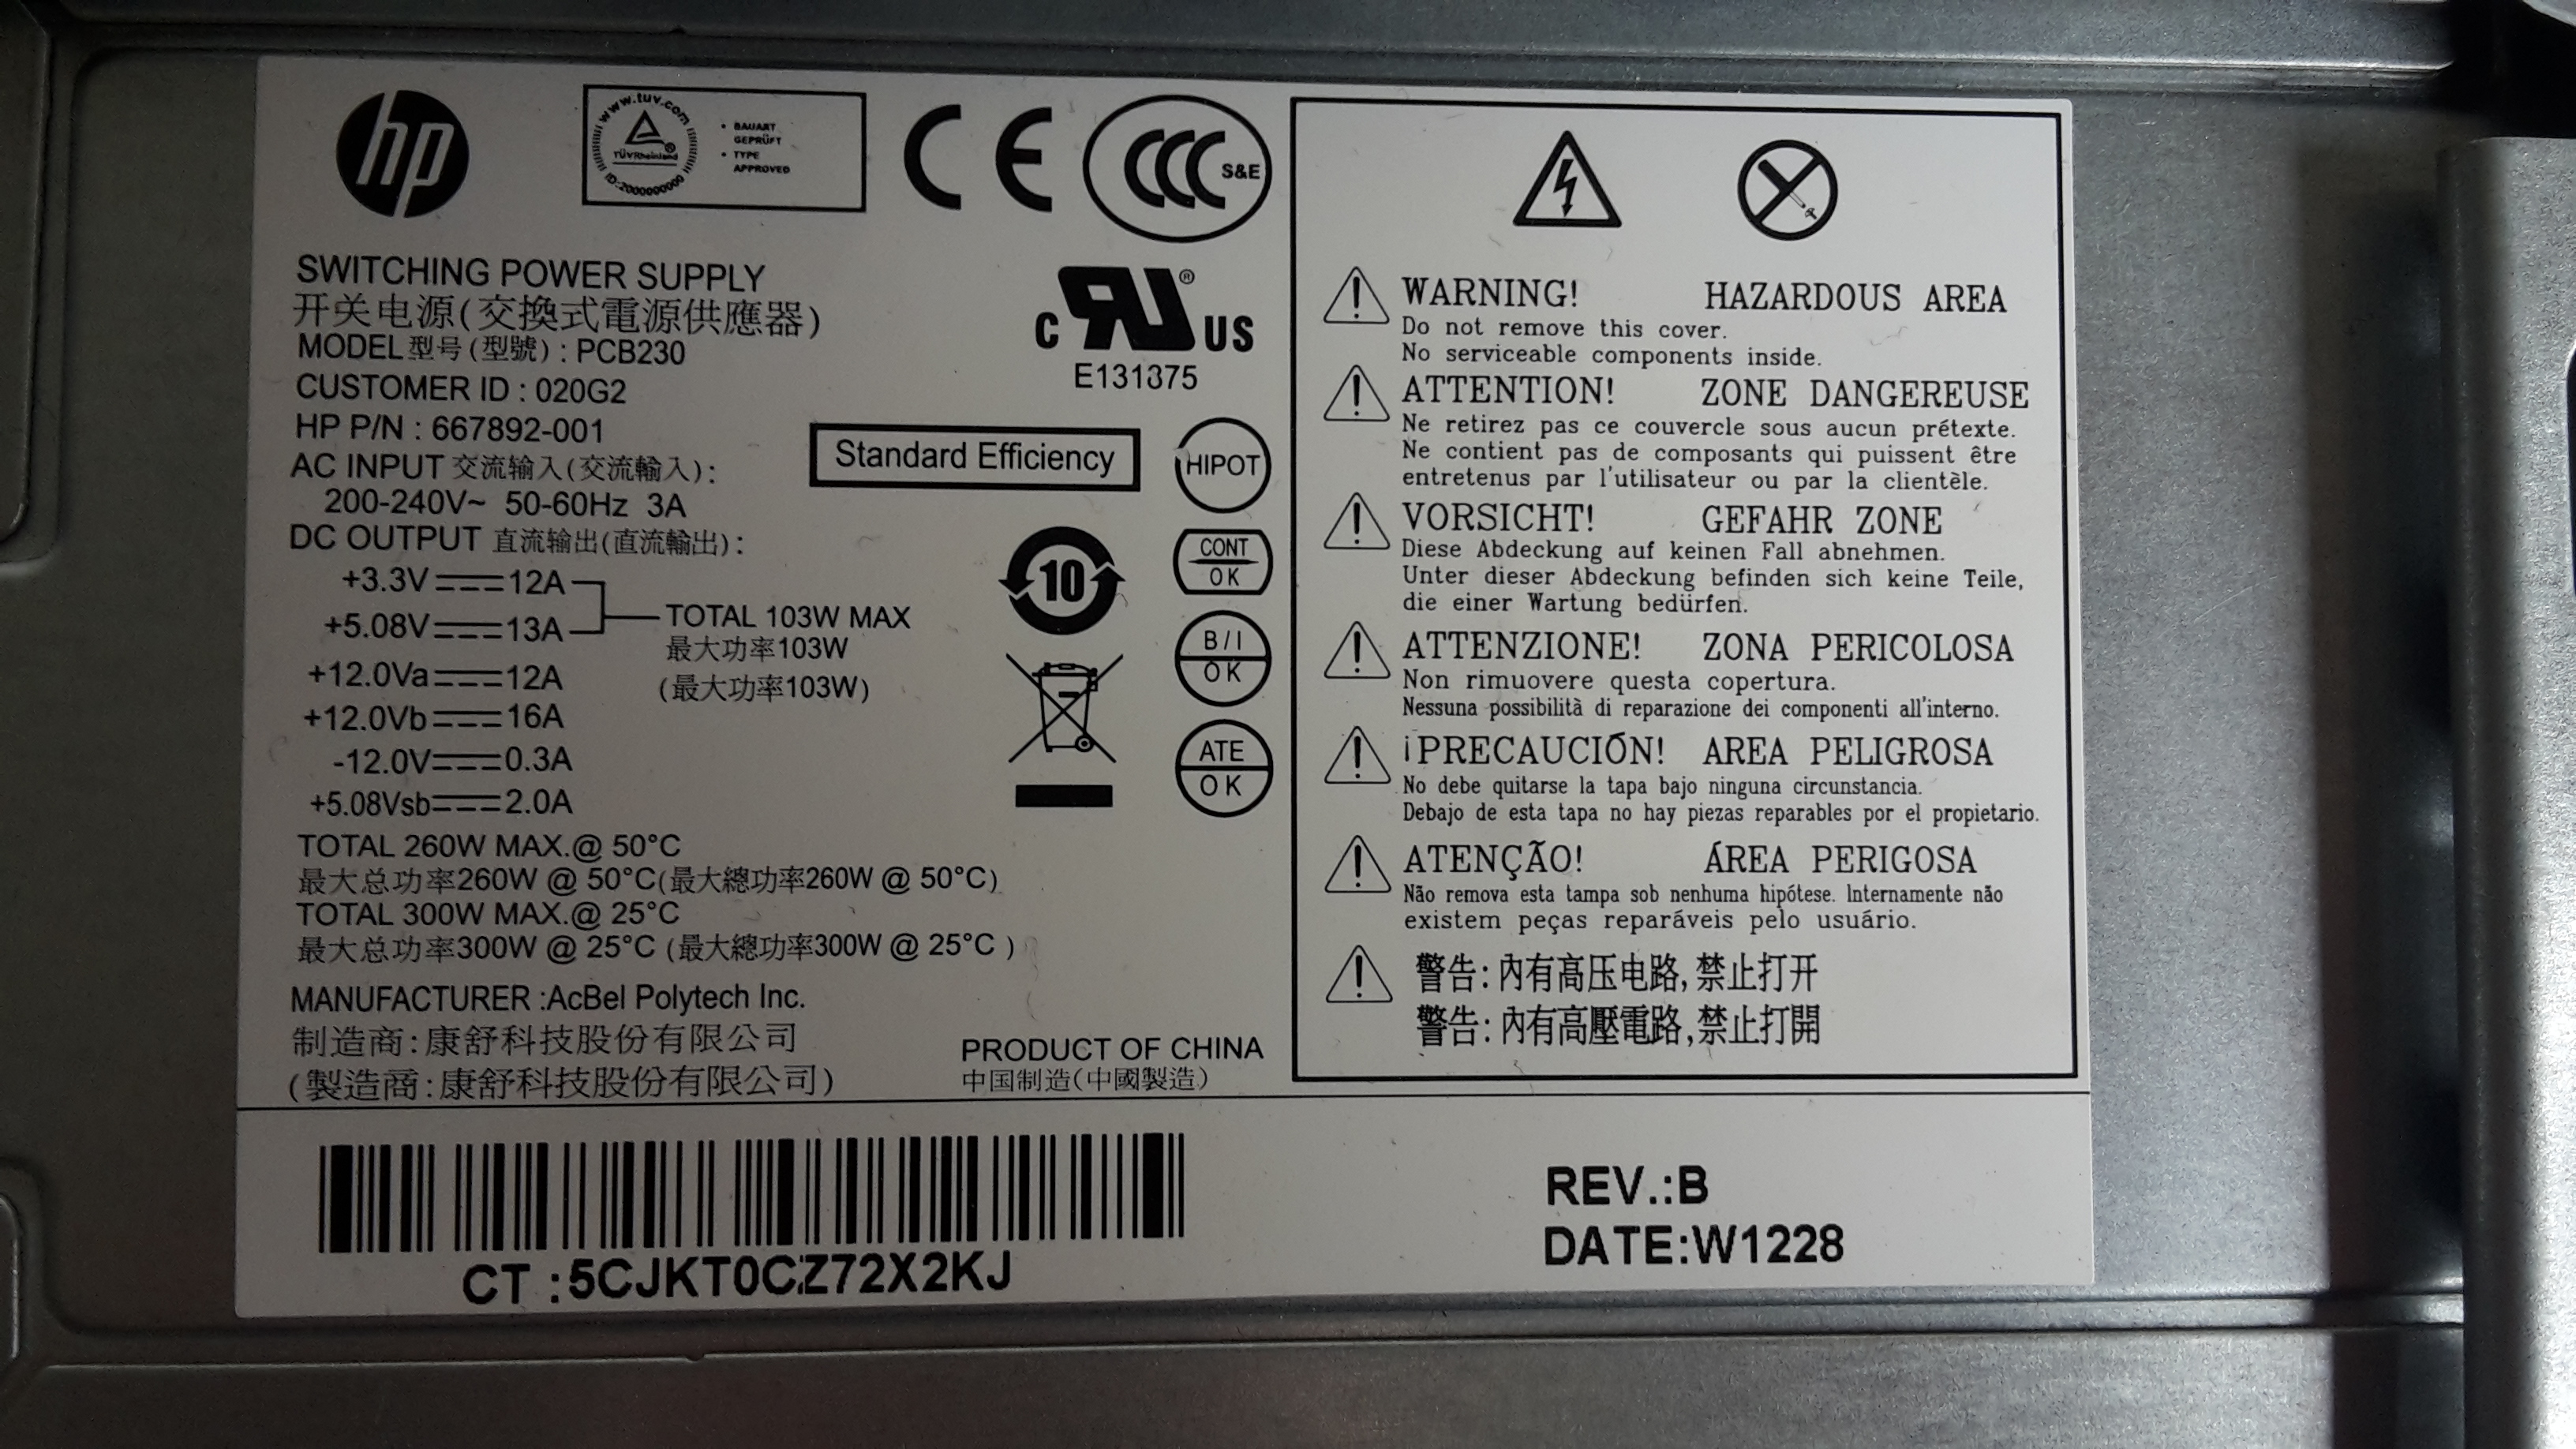 hp
www.tuv.com
TÜVRheinland
ID:2000000000
• BAUART
GEPRÜFT
• TYPE
APPROVED
CE
CCC S&E
SWITCHING POWER SUPPLY
开关电源(交換式電源供應器)
MODEL型号(型號) : PCB230
CUSTOMER ID : 020G2
HP P/N : 667892-001
AC INPUT 交流输入(交流輸入) :
200-240V~ 50-60Hz 3A
DC OUTPUT 直流输出(直流輸出) :
+3.3V 12A
+5.08V 13A
TOTAL 103W MAX
最大功率103W
(最大功率103W)
+12.0Va 12A
+12.0Vb 16A
-12.0V 0.3A
+5.08Vsb 2.0A
TOTAL 260W MAX.@ 50°C
最大总功率260W @ 50°C(最大總功率260W @ 50°C)
TOTAL 300W MAX.@ 25°C
最大总功率300W @ 25°C (最大總功率300W @ 25°C )
MANUFACTURER :AcBel Polytech Inc.
制造商:康舒科技股份有限公司
(製造商:康舒科技股份有限公司)
C RU ® US
E131375
Standard Efficiency
HIPOT
CONT
OK
10
B/I
OK
ATE
OK
PRODUCT OF CHINA
中国制造(中國製造)
WARNING! HAZARDOUS AREA
Do not remove this cover.
No serviceable components inside.
ATTENTION! ZONE DANGEREUSE
Ne retirez pas ce couvercle sous aucun prétexte.
Ne contient pas de composants qui puissent être
entretenus par l'utilisateur ou par la clientèle.
VORSICHT! GEFAHR ZONE
Diese Abdeckung auf keinen Fall abnehmen.
Unter dieser Abdeckung befinden sich keine Teile,
die einer Wartung bedürfen.
ATTENZIONE! ZONA PERICOLOSA
Non rimuovere questa copertura.
Nessuna possibilità di reparazione dei componenti all'interno.
¡PRECAUCIÓN! AREA PELIGROSA
No debe quitarse la tapa bajo ninguna circunstancia.
Debajo de esta tapa no hay piezas reparables por el propietario.
ATENÇÃO! ÁREA PERIGOSA
Não remova esta tampa sob nenhuma hipótese. Internamente não
existem peças reparáveis pelo usuário.
警告: 內有高压电路, 禁止打开
警告: 內有高壓電路, 禁止打開
CT :5CJKT0CZ72X2KJ
REV.:B
DATE:W1228